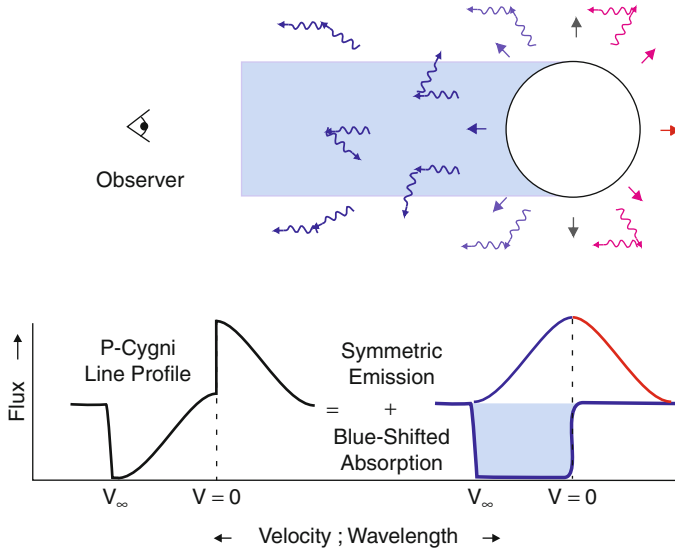 Observer
Flux →
P-Cygni
Line Profile
=
Symmetric
Emission
+
Blue-Shifted
Absorption
V∞
V = 0
V∞
V = 0
← Velocity ; Wavelength →